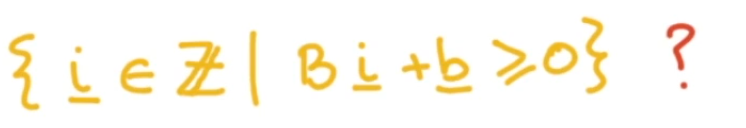 { i̲ ∈ ℤ | B i̲ + b̲ ⩾ 0 } ?